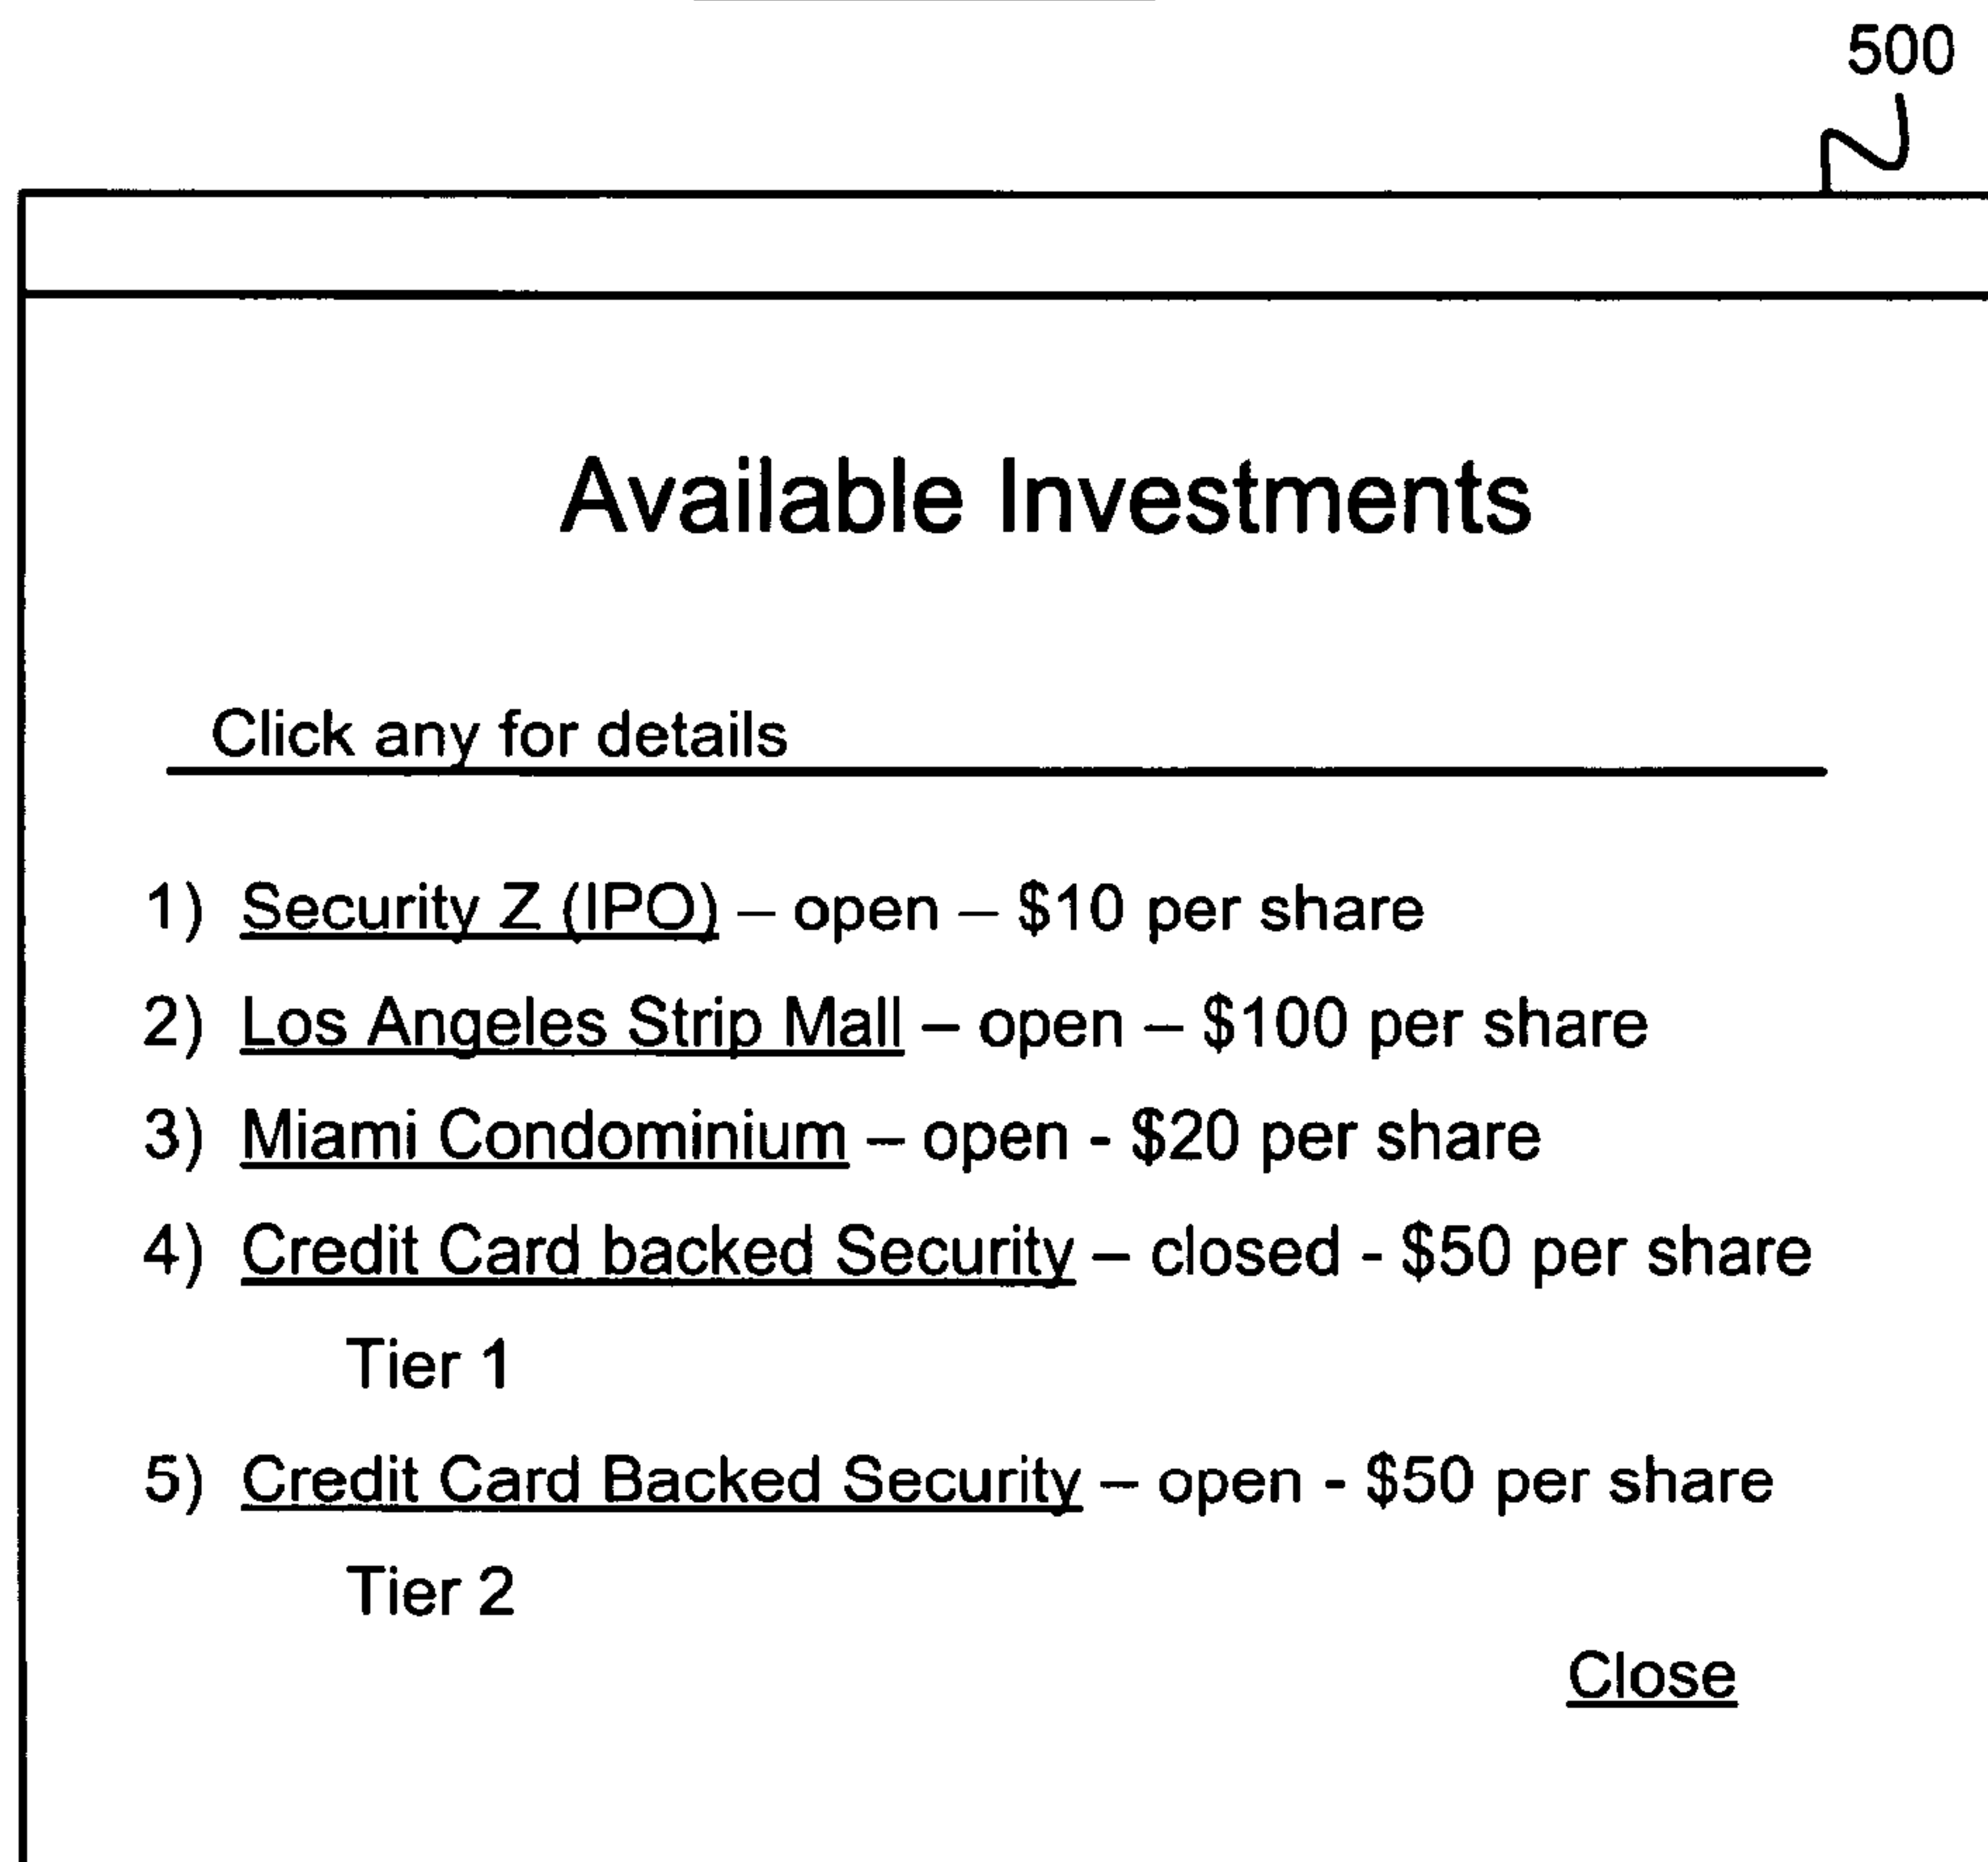 500
Available Investments
Click any for details
1) Security Z (IPO) – open – $10 per share
2) Los Angeles Strip Mall – open – $100 per share
3) Miami Condominium – open - $20 per share
4) Credit Card backed Security – closed - $50 per share
Tier 1
5) Credit Card Backed Security – open - $50 per share
Tier 2
Close